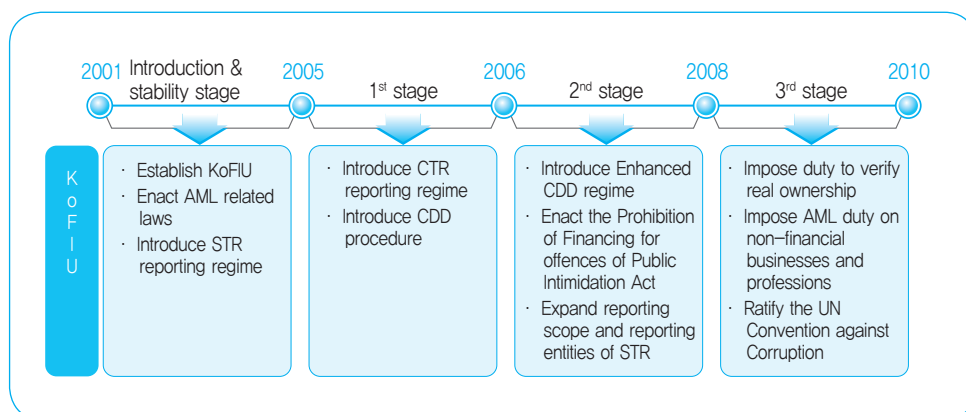 2001
Introduction &
stability stage
2005
1st stage
2006
2nd stage
2008
3rd stage
2010
KoFIU
· Establish KoFIU
· Enact AML related
laws
· Introduce STR
reporting regime
· Introduce CTR
reporting regime
· Introduce CDD
procedure
· Introduce Enhanced
CDD regime
· Enact the Prohibition
of Financing for
offences of Public
Intimidation Act
· Expand reporting
scope and reporting
entities of STR
· Impose duty to verify
real ownership
· Impose AML duty on
non-financial
businesses and
professions
· Ratify the UN
Convention against
Corruption